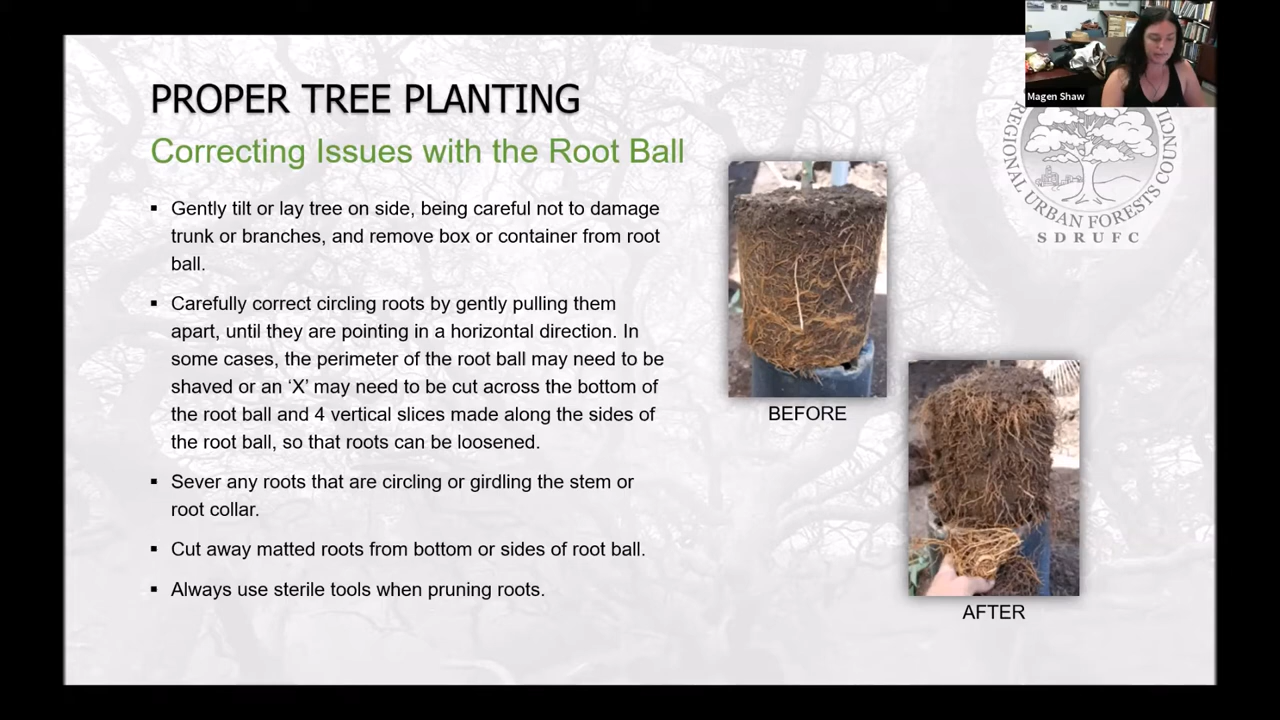 PROPER TREE PLANTING
Correcting Issues with the Root Ball
▪ Gently tilt or lay tree on side, being careful not to damage
trunk or branches, and remove box or container from root
ball.
▪ Carefully correct circling roots by gently pulling them
apart, until they are pointing in a horizontal direction. In
some cases, the perimeter of the root ball may need to be
shaved or an ‘X’ may need to be cut across the bottom of
the root ball and 4 vertical slices made along the sides of
the root ball, so that roots can be loosened.
▪ Sever any roots that are circling or girdling the stem or
root collar.
▪ Cut away matted roots from bottom or sides of root ball.
▪ Always use sterile tools when pruning roots.
BEFORE
AFTER
Magen Shaw
REGIONAL URBAN FORESTS COUNCIL
SDRUFC